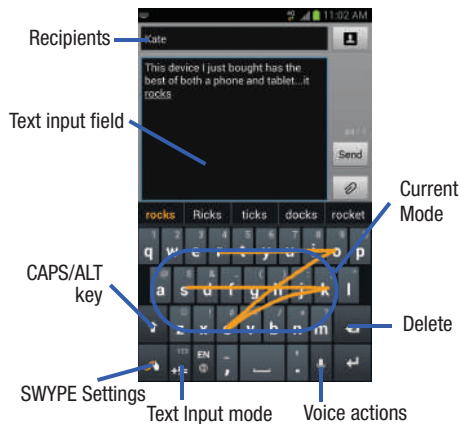 11:02 AM
Recipients
Kate
This device I just bought has the
best of both a phone and tablet...it
rocks
Text input field
Send
rocks Ricks ticks docks rocket
Current
Mode
q w e r u i o p
a s d f g h j k l
CAPS/ALT
key
z x c v b n m
Delete
123
+!=
EN
SWYPE Settings
Text Input mode
Voice actions